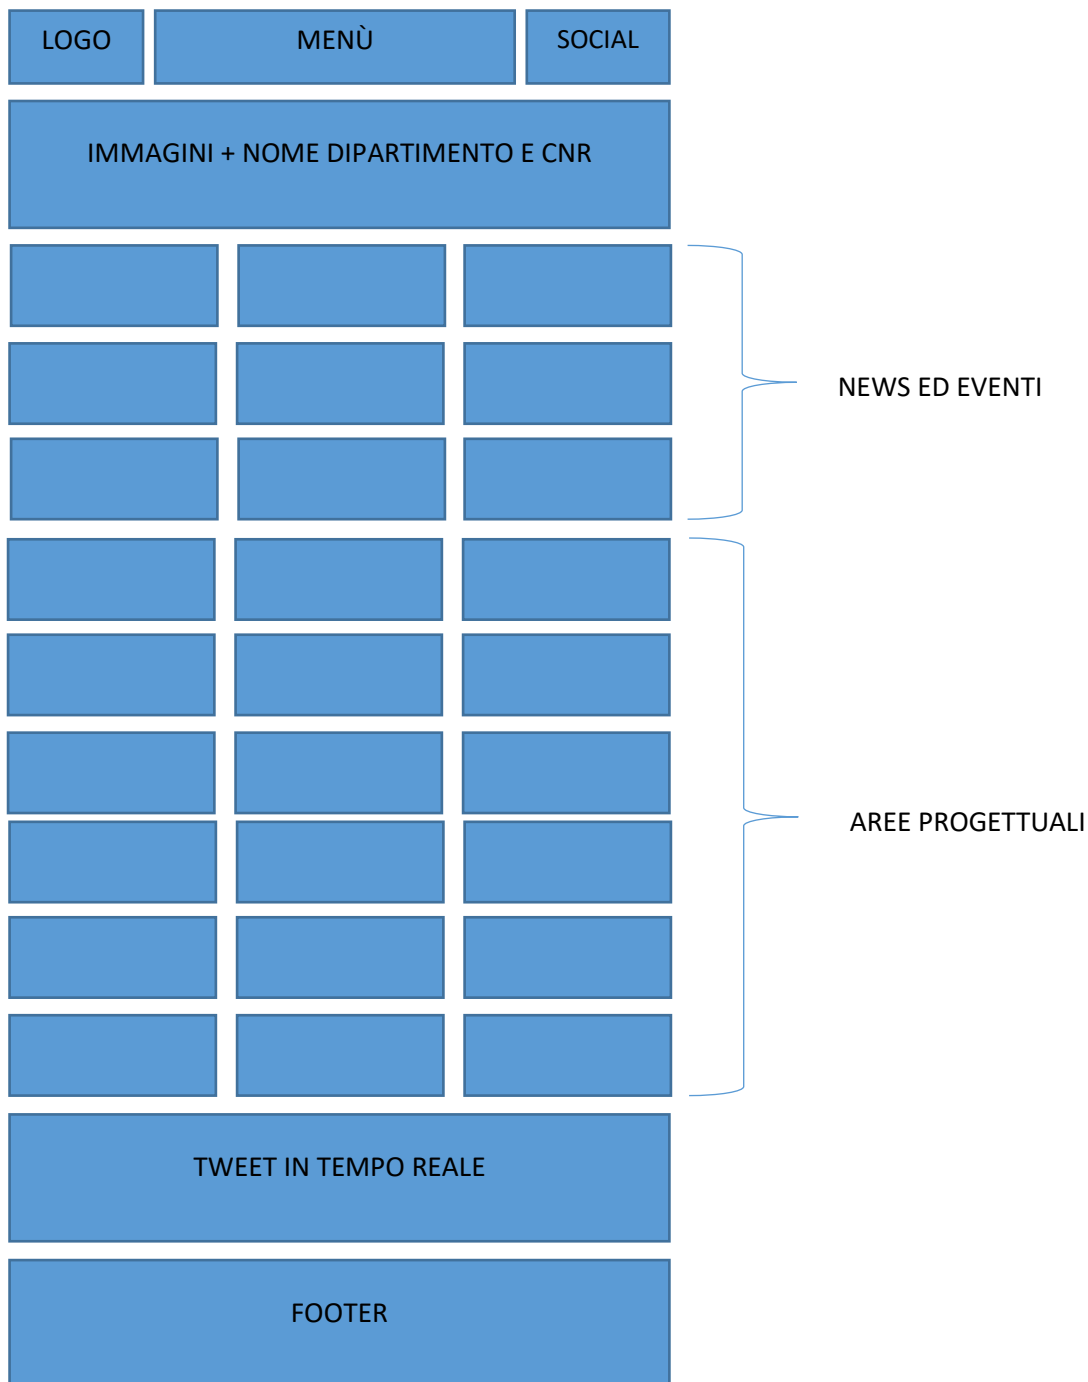 LOGO
MENÙ
SOCIAL
IMMAGINI + NOME DIPARTIMENTO E CNR
NEWS ED EVENTI
AREE PROGETTUALI
TWEET IN TEMPO REALE
FOOTER